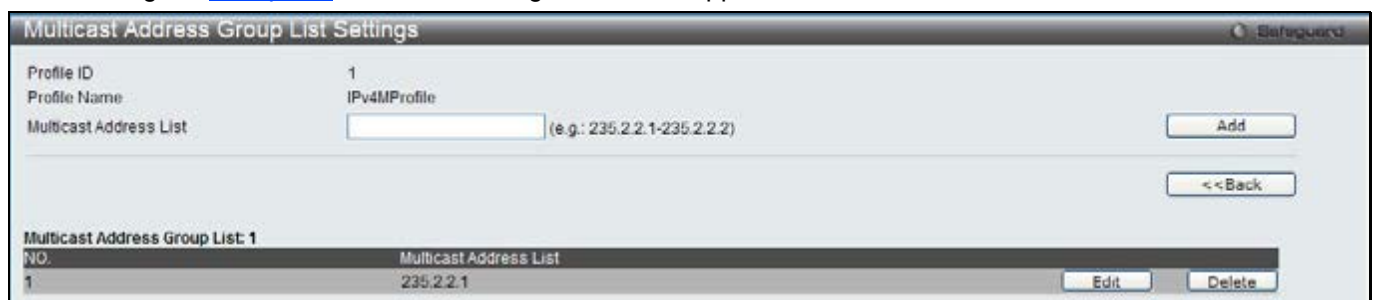 Multicast Address Group List Settings
Safeguard
Profile ID 1
Profile Name IPv4MProfile
Multicast Address List (e.g.: 235.2.2.1-235.2.2.2) Add
<<Back
Multicast Address Group List: 1
NO. Multicast Address List
1 235.2.2.1 Edit Delete